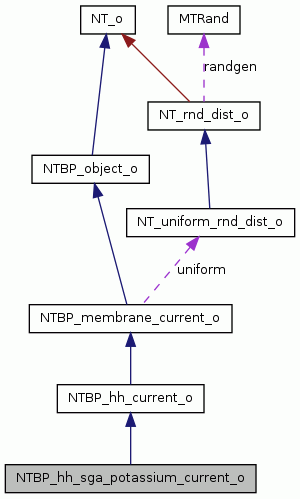 NT_o
MTRand
randgen
NT_rnd_dist_o
NTBP_object_o
NT_uniform_rnd_dist_o
uniform
NTBP_membrane_current_o
NTBP_hh_current_o
NTBP_hh_sga_potassium_current_o